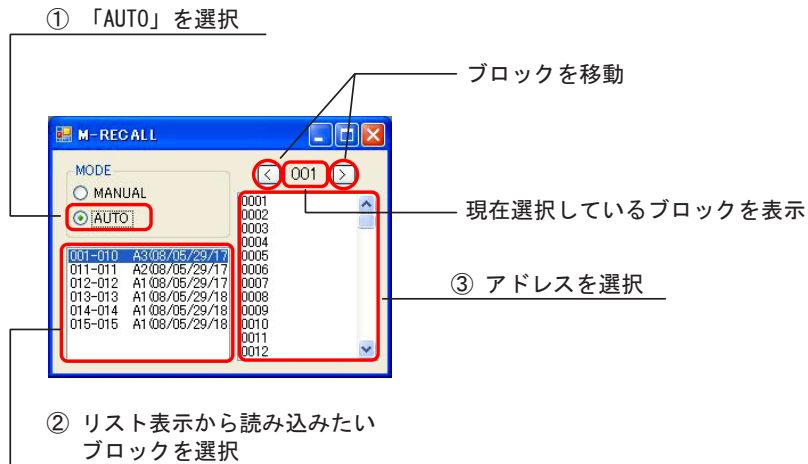 ① 「AUTO」を選択
ブロックを移動
M-RECALL
MODE
MANUAL
AUTO
< 001 >
現在選択しているブロックを表示
001-010 A3(08/05/29/17
011-011 A2(08/05/29/17
012-012 A1(08/05/29/17
013-013 A1(08/05/29/18
014-014 A1(08/05/29/18
015-015 A1(08/05/29/18
0001
0002
0003
0004
0005
0006
0007
0008
0009
0010
0011
0012
③ アドレスを選択
② リスト表示から読み込みたい
ブロックを選択